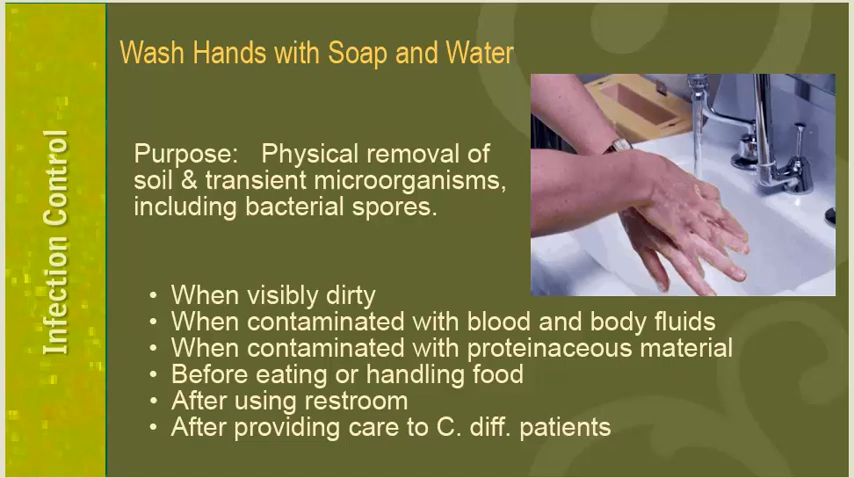 Infection Control
Wash Hands with Soap and Water
Purpose: Physical removal of
soil & transient microorganisms,
including bacterial spores.
• When visibly dirty
• When contaminated with blood and body fluids
• When contaminated with proteinaceous material
• Before eating or handling food
• After using restroom
• After providing care to C. diff. patients